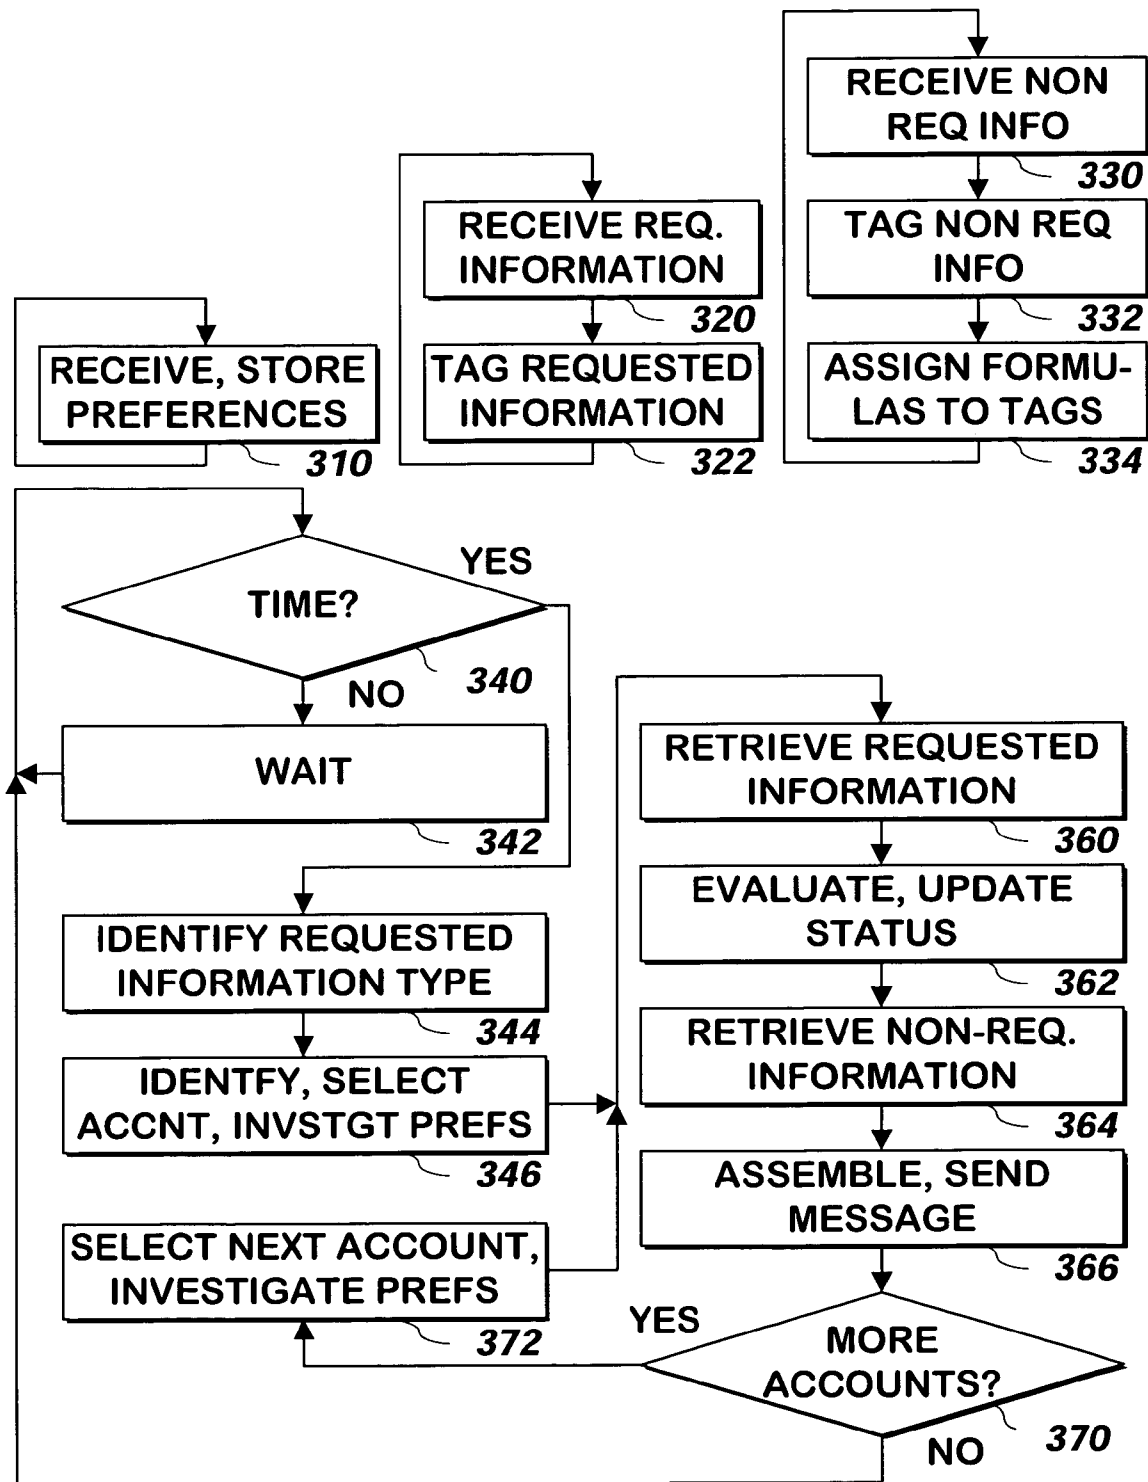 RECEIVE NON
REQ INFO
330
TAG NON REQ
INFO
332
ASSIGN FORMU-
LAS TO TAGS
334
RECEIVE REQ.
INFORMATION
320
TAG REQUESTED
INFORMATION
322
RECEIVE, STORE
PREFERENCES
310
TIME?
YES
340
NO
WAIT
342
IDENTIFY REQUESTED
INFORMATION TYPE
344
IDENTFY, SELECT
ACCNT, INVSTGT PREFS
346
SELECT NEXT ACCOUNT,
INVESTIGATE PREFS
372
RETRIEVE REQUESTED
INFORMATION
360
EVALUATE, UPDATE
STATUS
362
RETRIEVE NON-REQ.
INFORMATION
364
ASSEMBLE, SEND
MESSAGE
366
YES
MORE
ACCOUNTS?
370
NO